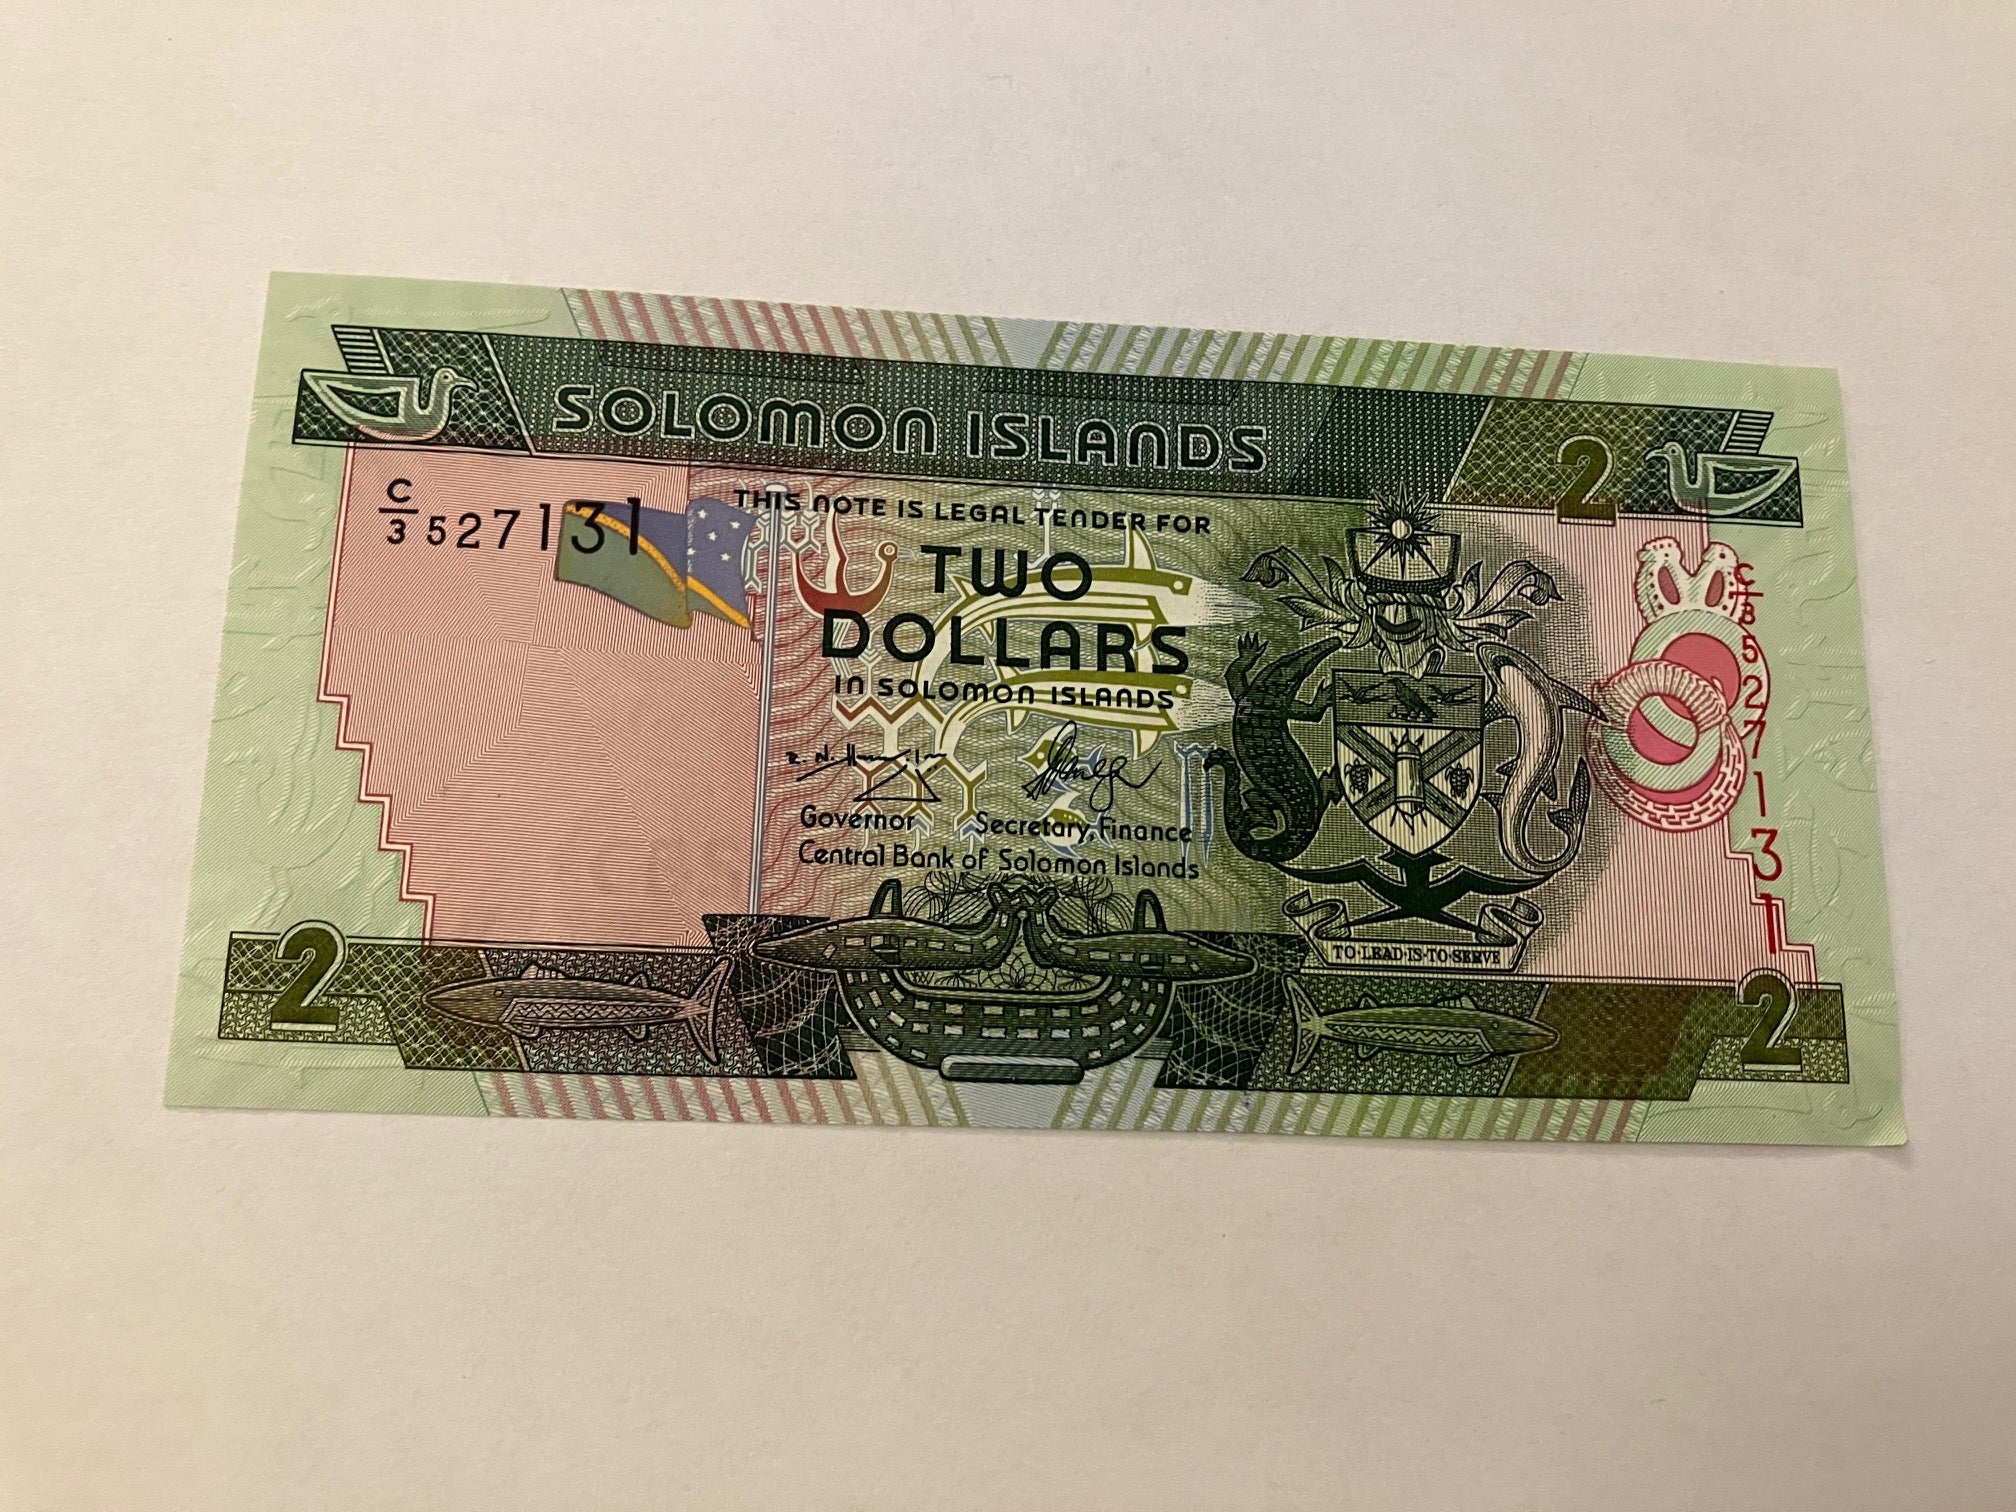 SOLOMON ISLANDS
2
C/3 527131
THIS NOTE IS LEGAL TENDER FOR
TWO
DOLLARS
IN SOLOMON ISLANDS
Governor Secretary, Finance
Central Bank of Solomon Islands
C/3 527131
TO·LEAD·IS·TO·SERVE
2
2